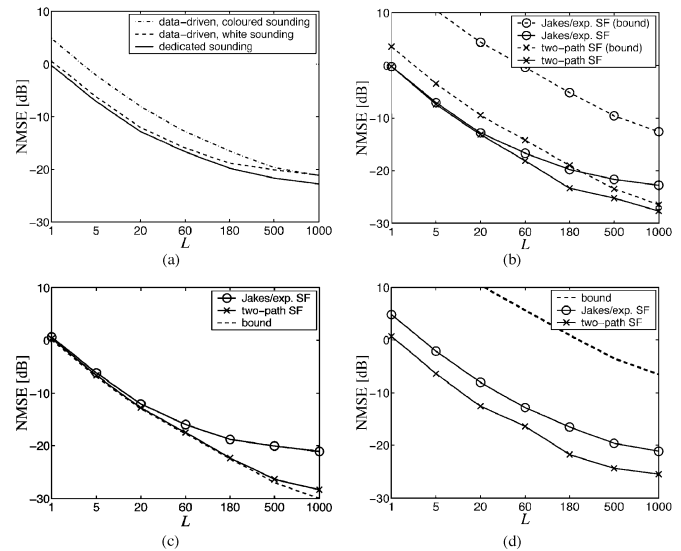 10
0
-10
-20
-30
NMSE [dB]
data-driven, coloured sounding
data-driven, white sounding
dedicated sounding
1 5 20 60 180 500 1000
L
(a)
10
0
-10
-20
-30
NMSE [dB]
Jakes/exp. SF (bound)
Jakes/exp. SF
two-path SF (bound)
two-path SF
1 5 20 60 180 500 1000
L
(b)
10
0
-10
-20
-30
NMSE [dB]
Jakes/exp. SF
two-path SF
bound
1 5 20 60 180 500 1000
L
(c)
10
0
-10
-20
-30
NMSE [dB]
bound
Jakes/exp. SF
two-path SF
1 5 20 60 180 500 1000
L
(d)